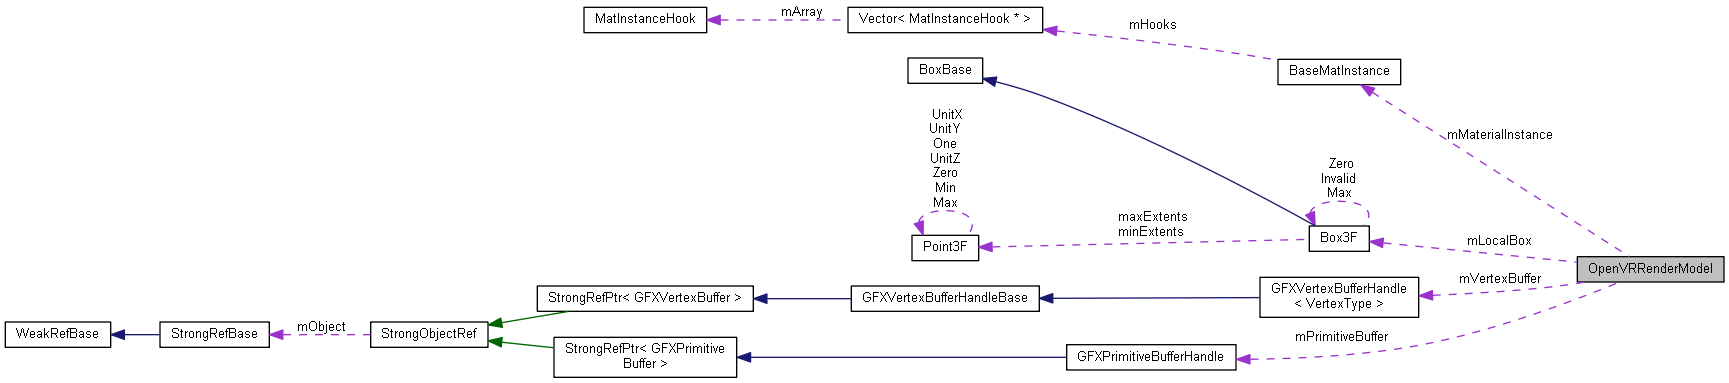 MatInstanceHook
mArray
Vector< MatInstanceHook * >
mHooks
BaseMatInstance
BoxBase
mMaterialInstance
UnitX
UnitY
One
UnitZ
Zero
Min
Max
Point3F
maxExtents
minExtents
Zero
Invalid
Max
Box3F
mLocalBox
OpenVRRenderModel
mVertexBuffer
GFXVertexBufferHandle
< VertexType >
GFXVertexBufferHandleBase
StrongRefPtr< GFXVertexBuffer >
WeakRefBase
StrongRefBase
mObject
StrongObjectRef
StrongRefPtr< GFXPrimitive
Buffer >
GFXPrimitiveBufferHandle
mPrimitiveBuffer